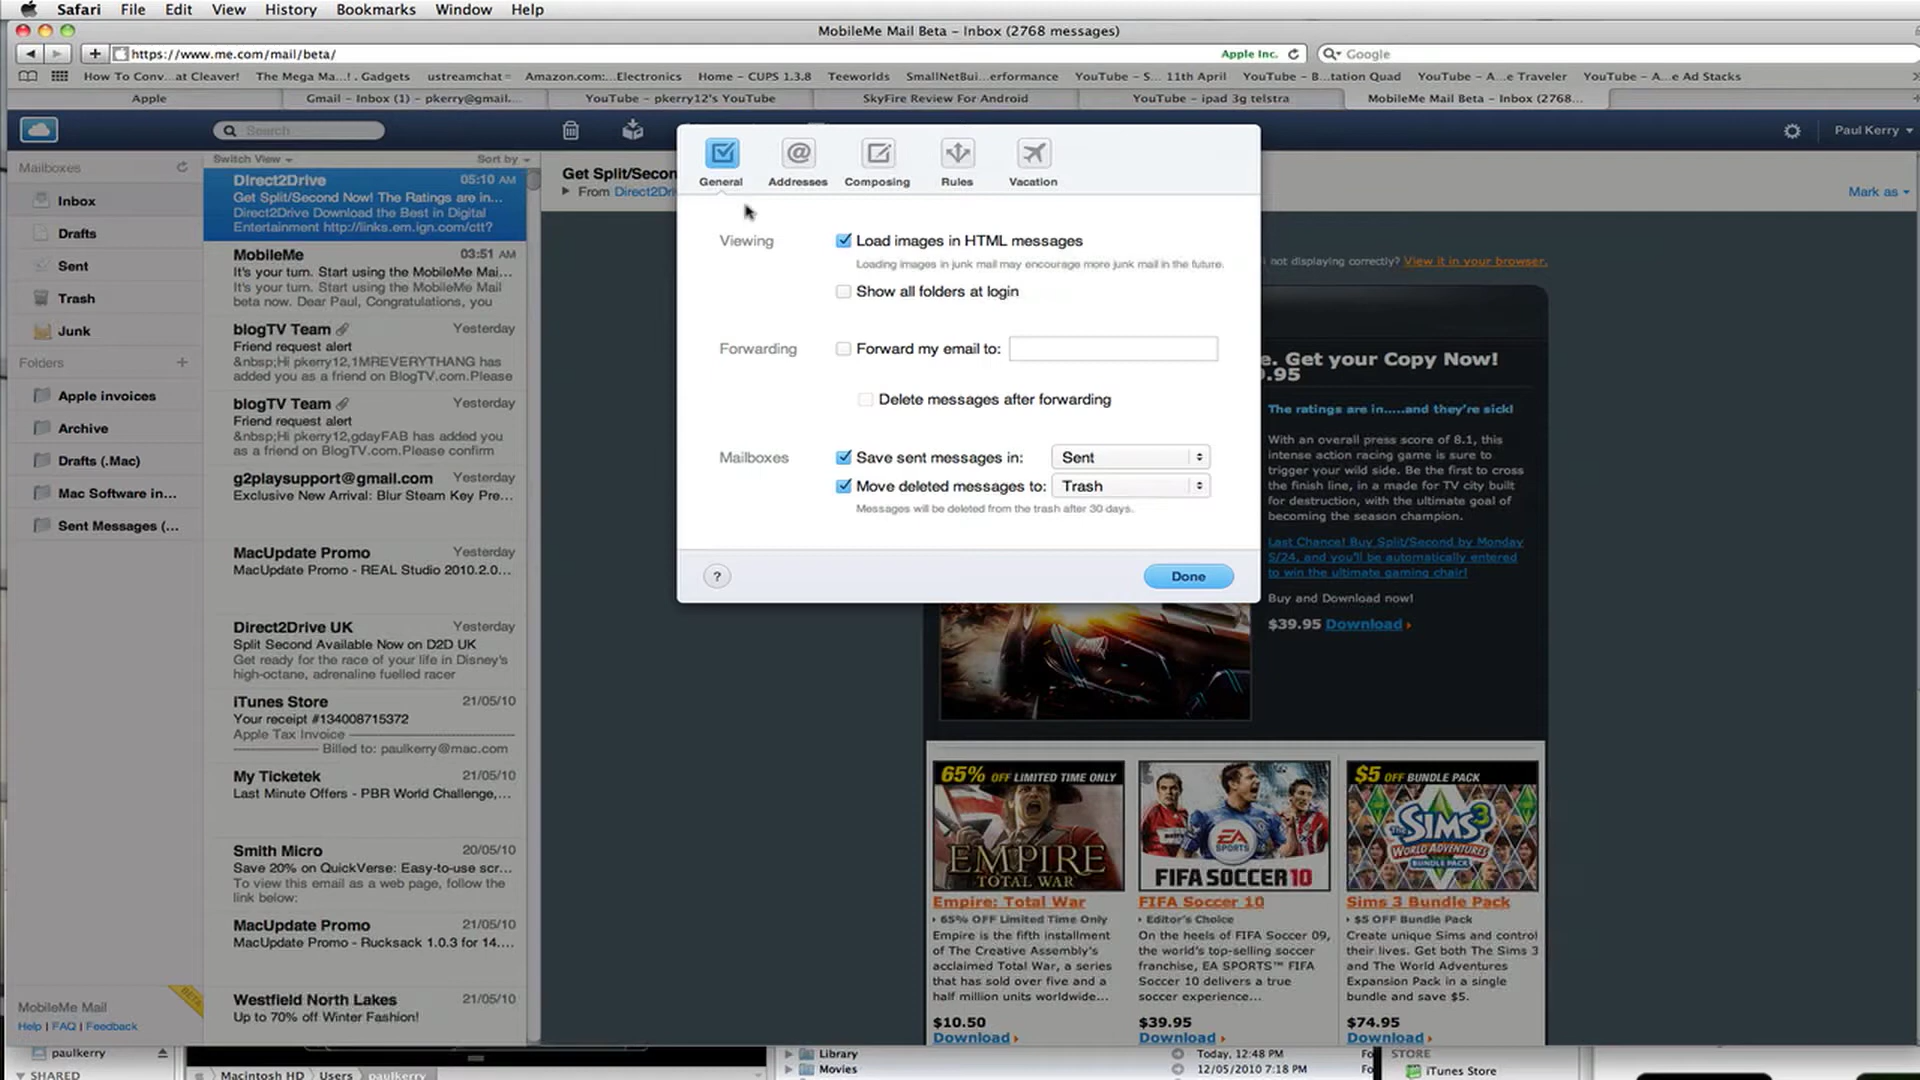 Safari File Edit View History Bookmarks Window Help
MobileMe Mail Beta – Inbox (2768 messages)
https://www.me.com/mail/beta/
Apple Inc.
Google
How To Conv...at Cleaver! The Mega Ma...! . Gadgets ustreamchat= Amazon.com:...Electronics Home – CUPS 1.3.8 Teeworlds SmallNetBui...erformance YouTube – S... 11th April YouTube – B...tation Quad YouTube – A...e Traveler YouTube – A...e Ad Stacks
Apple
Gmail – Inbox (1) – pkerry@gmail....
YouTube – pkerry12's YouTube
SkyFire Review For Android
YouTube – ipad 3g telstra
MobileMe Mail Beta – Inbox (2768...
Search
Paul Kerry
Mailboxes
Inbox
Drafts
Sent
Trash
Junk
Folders +
Apple invoices
Archive
Drafts (.Mac)
Mac Software in...
Sent Messages (...
MobileMe Mail
BETA
Help | FAQ | Feedback
Switch View
Sort by
Direct2Drive 05:10 AM
Get Split/Second Now! The Ratings are in...
Direct2Drive Download the Best in Digital
Entertainment http://links.em.ign.com/ctt?
MobileMe 03:51 AM
It's your turn. Start using the MobileMe Mai...
It's your turn. Start using the MobileMe Mail
beta now. Dear Paul, Congratulations, you
blogTV Team Yesterday
Friend request alert
&nbsp;Hi pkerry12,1MREVERYTHANG has
added you as a friend on BlogTV.com.Please
blogTV Team Yesterday
Friend request alert
&nbsp;Hi pkerry12,gdayFAB has added you
as a friend on BlogTV.com.Please confirm
g2playsupport@gmail.com
Exclusive New Arrival: Blur Steam Key Pre...
MacUpdate Promo Yesterday
MacUpdate Promo - REAL Studio 2010.2.0...
Direct2Drive UK Yesterday
Split Second Available Now on D2D UK
Get ready for the race of your life in Disney's
high-octane, adrenaline fuelled racer
iTunes Store 21/05/10
Your receipt #134008715372
Apple Tax Invoice
Billed to: paulkerry@mac.com
My Ticketek 21/05/10
Last Minute Offers - PBR World Challenge,...
Smith Micro 20/05/10
Save 20% on QuickVerse: Easy-to-use scr...
To view this email as a web page, follow the
link below:
MacUpdate Promo 21/05/10
MacUpdate Promo - Rucksack 1.0.3 for 14....
Westfield North Lakes 21/05/10
Up to 70% off Winter Fashion!
Get Split/Secon
From Direct2Dri
Mark as
General
Addresses
Composing
Rules
Vacation
Viewing
Load images in HTML messages
Loading images in junk mail may encourage more junk mail in the future.
Show all folders at login
Forwarding
Forward my email to:
Delete messages after forwarding
Mailboxes
Save sent messages in: Sent
Move deleted messages to: Trash
Messages will be deleted from the trash after 30 days.
?
Done
not displaying correctly? View it in your browser.
e. Get your Copy Now!
9.95
The ratings are in.....and they're sick!
With an overall press score of 8.1, this
intense action racing game is sure to
trigger your wild side. Be the first to cross
the finish line, in a made for TV city built
for destruction, with the ultimate goal of
becoming the season champion.
Last Chance! Buy Split/Second by Monday
5/24, and you'll be automatically entered
to win the ultimate gaming chair!
Buy and Download now!
$39.95 Download
65% OFF LIMITED TIME ONLY
EMPIRE
TOTAL WAR
Empire: Total War
65% OFF Limited Time Only
Empire is the fifth installment
of The Creative Assembly's
acclaimed Total War, a series
that has sold over five and a
half million units worldwide...
$10.50
Download
EA
SPORTS
FIFA SOCCER 10
FIFA Soccer 10
Editor's Choice
On the heels of FIFA Soccer 09,
the world's top-selling soccer
franchise, EA SPORTS™ FIFA
Soccer 10 delivers a true
soccer experience...
$39.95
Download
$5 OFF BUNDLE PACK
THE SIMS 3
WORLD ADVENTURES
BUNDLE PACK
Sims 3 Bundle Pack
$5 OFF Bundle Pack
Create unique Sims and control
their lives. Get both The Sims 3
and The World Adventures
Expansion Pack in a single
bundle and save $5.
$74.95
Download
paulkerry
SHARED
Macintosh HD Users paulkerry
Library Today, 12:48 PM Fo
Movies 12/05/2010 7:18 PM Fo
STORE
iTunes Store